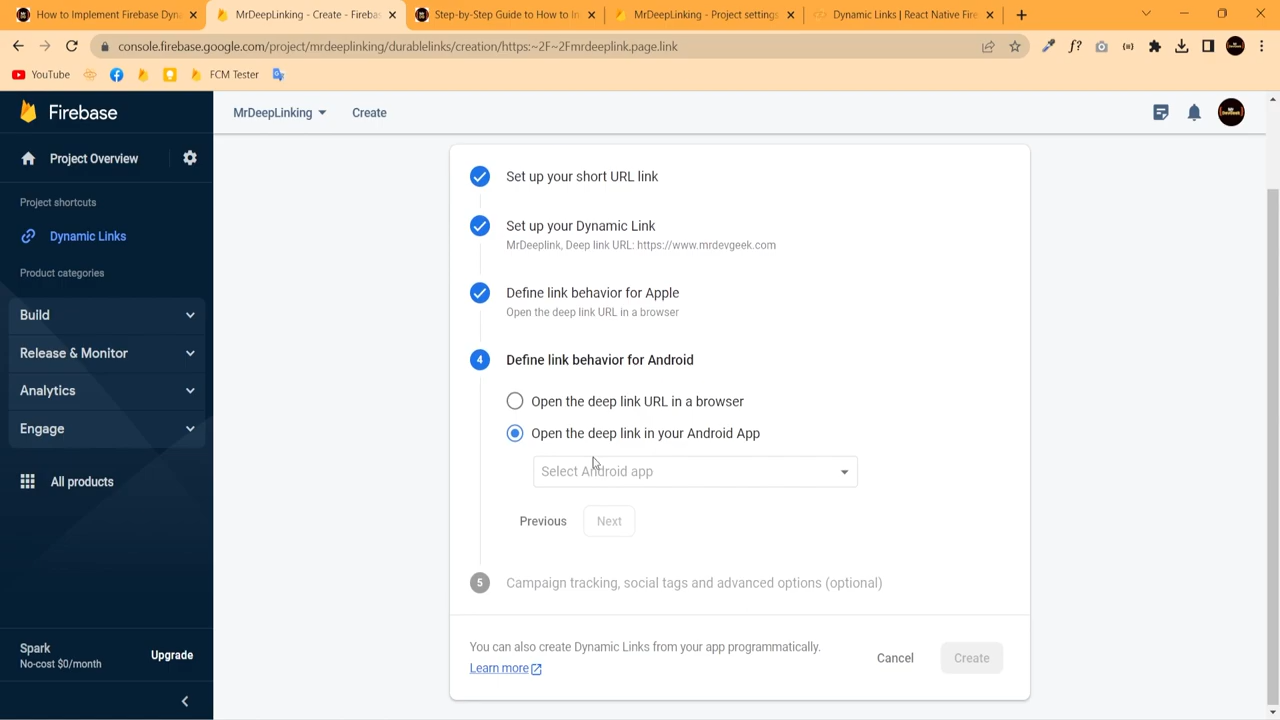 How to Implement Firebase Dyn
MrDeepLinking - Create - Fireba
Step-by-Step Guide to How to In
MrDeepLinking - Project settings
Dynamic Links | React Native Fire
console.firebase.google.com/project/mrdeeplinking/durablelinks/creation/https:~2F~2Fmrdeeplink.page.link
YouTube
FCM Tester
Firebase
MrDeepLinking
Create
Project Overview
Project shortcuts
Dynamic Links
Product categories
Build
Release & Monitor
Analytics
Engage
All products
Spark
No-cost $0/month
Upgrade
Set up your short URL link
Set up your Dynamic Link
MrDeeplink, Deep link URL: https://www.mrdevgeek.com
Define link behavior for Apple
Open the deep link URL in a browser
4
Define link behavior for Android
Open the deep link URL in a browser
Open the deep link in your Android App
Select Android app
Previous
Next
5
Campaign tracking, social tags and advanced options (optional)
You can also create Dynamic Links from your app programmatically.
Learn more
Cancel
Create